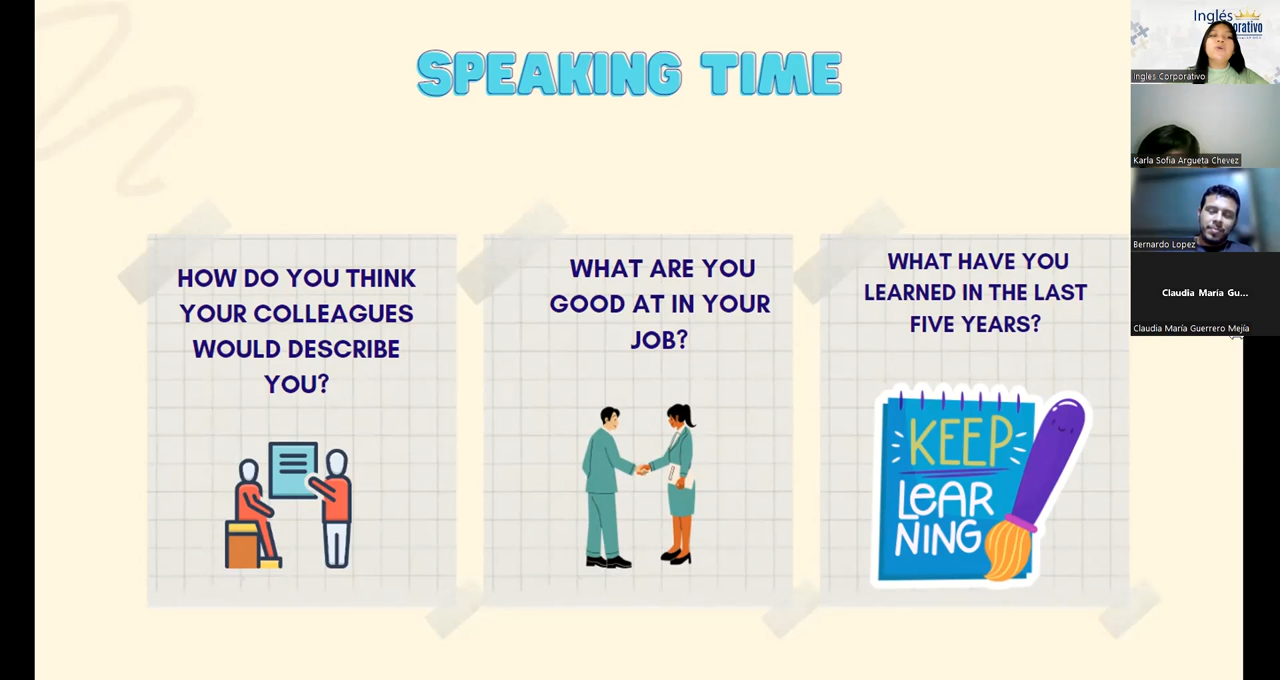 SPEAKING TIME
HOW DO YOU THINK
YOUR COLLEAGUES
WOULD DESCRIBE
YOU?
WHAT ARE YOU
GOOD AT IN YOUR
JOB?
WHAT HAVE YOU
LEARNED IN THE LAST
FIVE YEARS?
KEEP
LEAR
NING
Inglés
orativo
Ingles Corporativo
Karla Sofia Argueta Chevez
Bernardo Lopez
Claudia María Gu...
Claudia María Guerrero Mejía